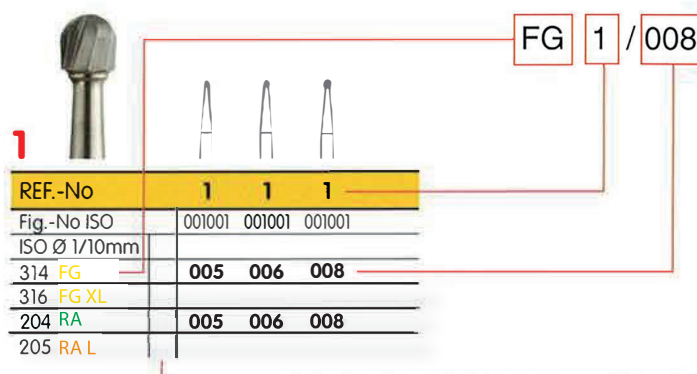 FG 1 / 008
1
REF.-No 1 1 1
Fig.-No ISO 001001 001001 001001
ISO Ø 1/10mm
314 FG 005 006 008
316 FG XL
204 RA 005 006 008
205 RA L